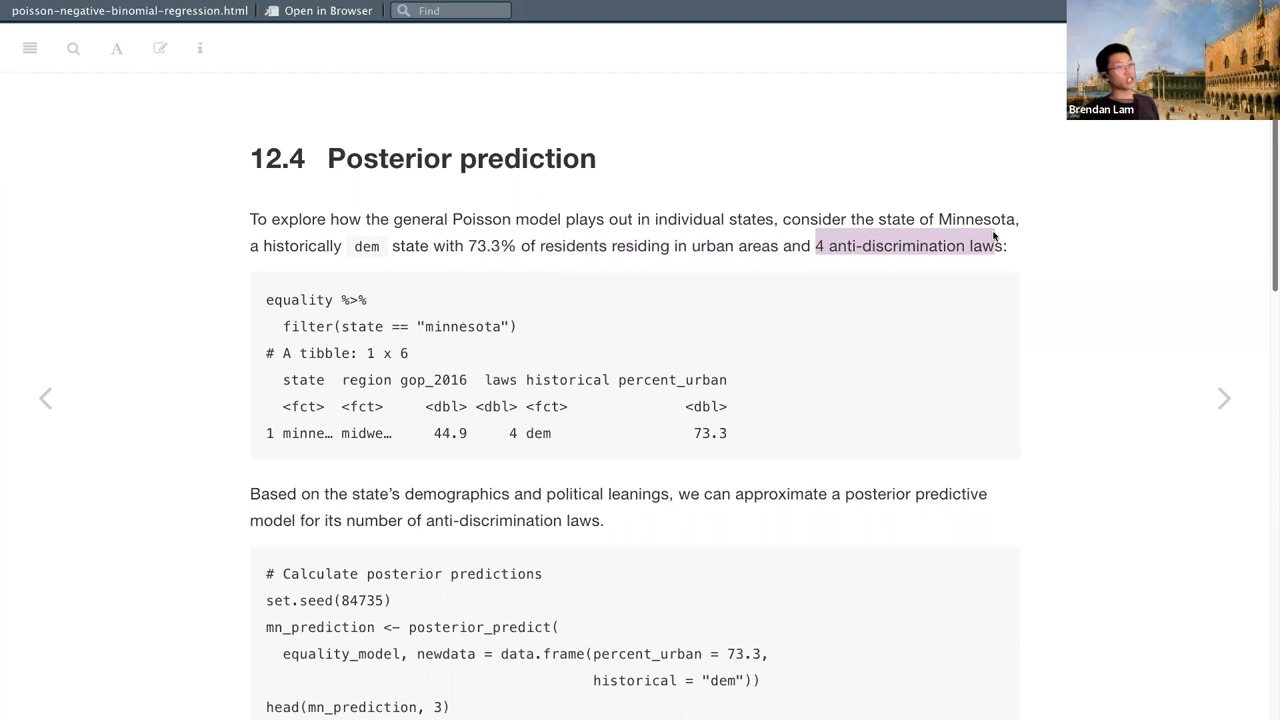 poisson-negative-binomial-regression.html
Open in Browser
Find
A
i
Brendan Lam
12.4 Posterior prediction
To explore how the general Poisson model plays out in individual states, consider the state of Minnesota,
a historically dem state with 73.3% of residents residing in urban areas and 4 anti-discrimination laws:
equality %>%
filter(state == "minnesota")
# A tibble: 1 x 6
state region gop_2016 laws historical percent_urban
<fct> <fct> <dbl> <dbl> <fct> <dbl>
1 minne… midwe… 44.9 4 dem 73.3
Based on the state’s demographics and political leanings, we can approximate a posterior predictive
model for its number of anti-discrimination laws.
# Calculate posterior predictions
set.seed(84735)
mn_prediction <- posterior_predict(
equality_model, newdata = data.frame(percent_urban = 73.3,
historical = "dem"))
head(mn_prediction, 3)